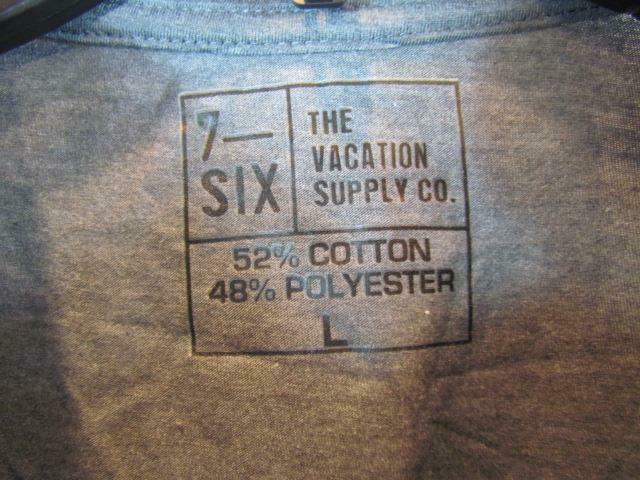 7—
SIX
THE
VACATION
SUPPLY CO.
52% COTTON
48% POLYESTER
L